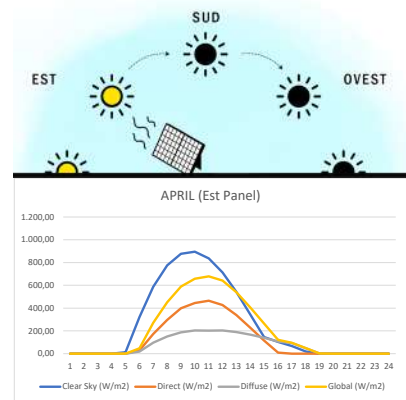 SUD
EST
OVEST
APRIL (Est Panel)
1.200,00
1.000,00
800,00
600,00
400,00
200,00
0,00
1 2 3 4 5 6 7 8 9 10 11 12 13 14 15 16 17 18 19 20 21 22 23 24
Clear Sky (W/m2) Direct (W/m2) Diffuse (W/m2) Global (W/m2)